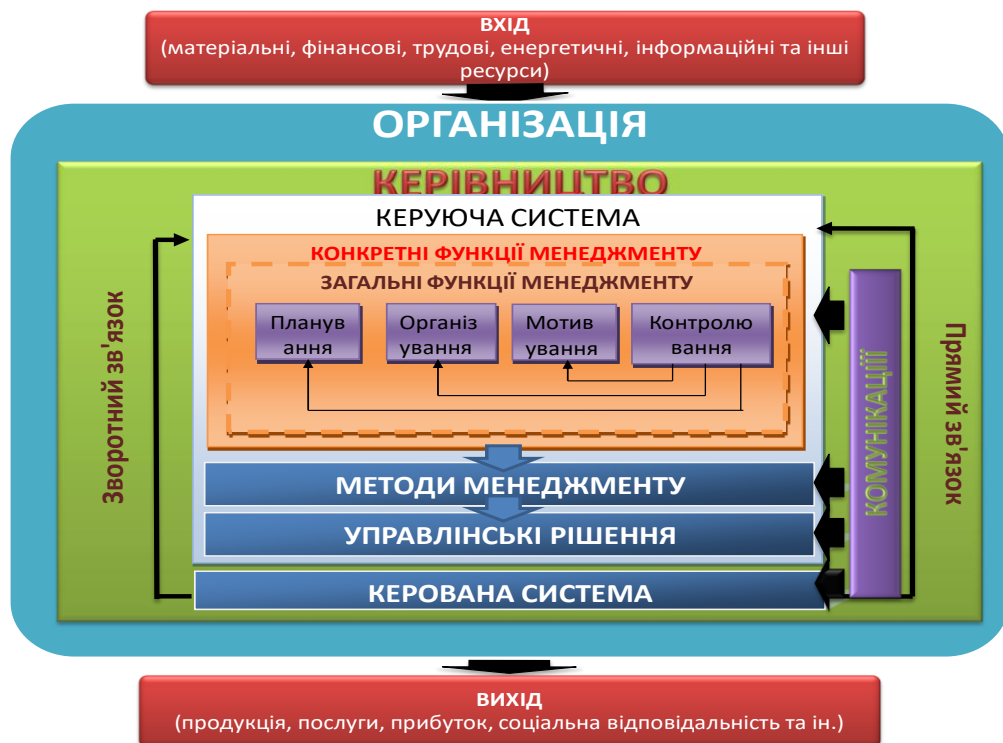 ВХІД
(матеріальні, фінансові, трудові, енергетичні, інформаційні та інші
ресурси)
ОРГАНІЗАЦІЯ
КЕРІВНИЦТВО
КЕРУЮЧА СИСТЕМА
КОНКРЕТНІ ФУНКЦІЇ МЕНЕДЖМЕНТУ
ЗАГАЛЬНІ ФУНКЦІЇ МЕНЕДЖМЕНТУ
Планув
ання
Організ
ування
Мотив
ування
Контролю
вання
Зворотний зв'язок
КОМУНІКАЦІЇЇ
Прямий зв'язок
МЕТОДИ МЕНЕДЖМЕНТУ
УПРАВЛІНСЬКІ РІШЕННЯ
КЕРОВАНА СИСТЕМА
ВИХІД
(продукція, послуги, прибуток, соціальна відповідальність та ін.)